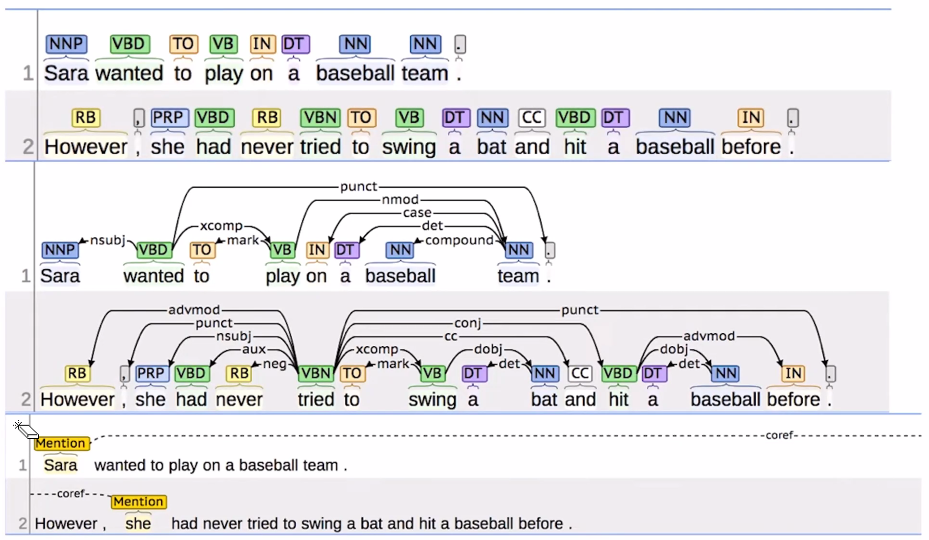 NNP VBD TO VB IN DT NN NN .
1 Sara wanted to play on a baseball team .
RB , PRP VBD RB VBN TO VB DT NN CC VBD DT NN IN .
2 However , she had never tried to swing a bat and hit a baseball before .
punct
nmod
case
xcomp det
nsubj mark compound
NNP VBD TO VB IN DT NN NN .
1 Sara wanted to play on a baseball team .
advmod punct
punct conj
nsubj cc advmod
aux xcomp dobj dobj
neg mark det det
RB , PRP VBD RB VBN TO VB DT NN CC VBD DT NN IN .
2 However , she had never tried to swing a bat and hit a baseball before .
coref
Mention
1 Sara wanted to play on a baseball team .
coref
Mention
2 However , she had never tried to swing a bat and hit a baseball before .